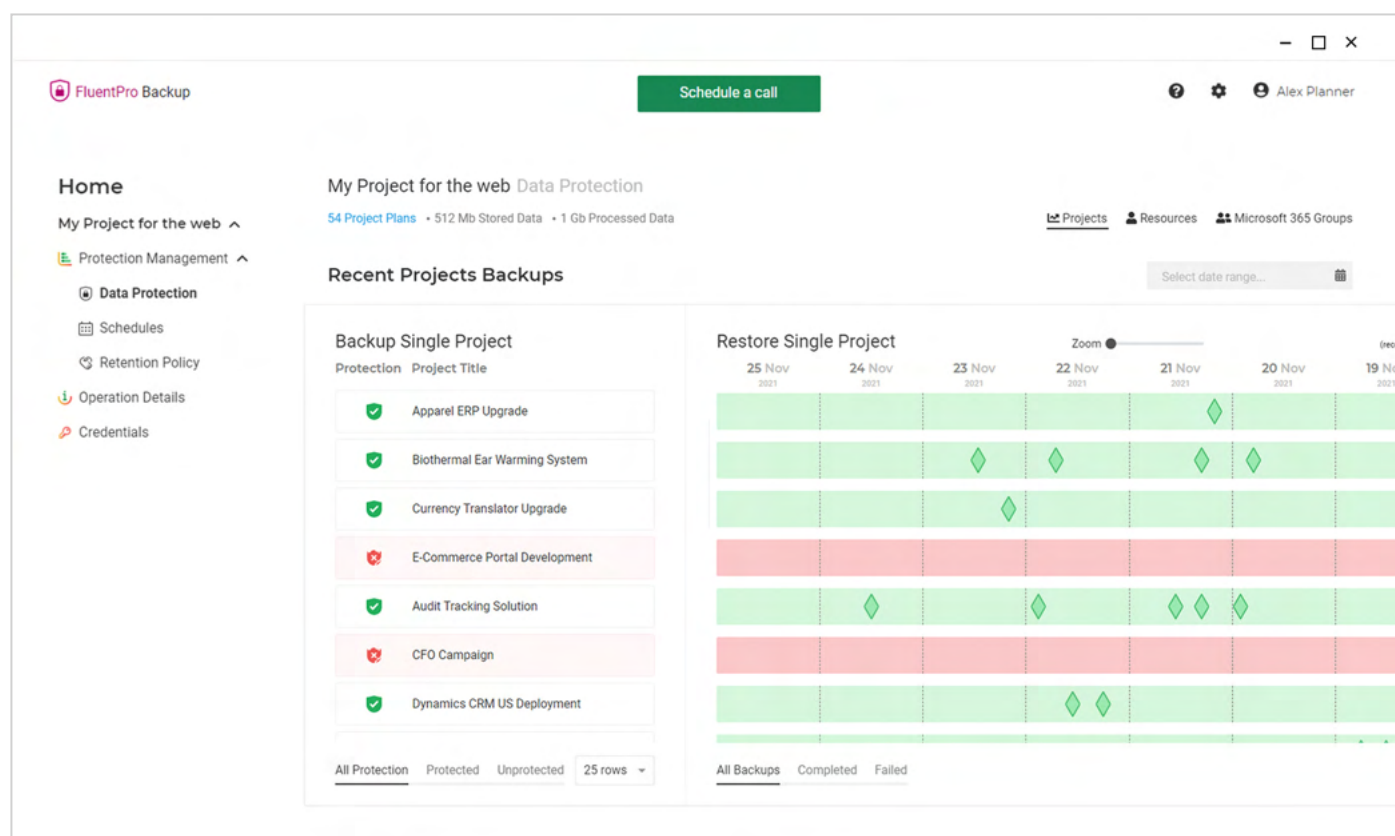 FluentPro Backup
Schedule a call
Alex Planner
Home
My Project for the web
Protection Management
Data Protection
Schedules
Retention Policy
Operation Details
Credentials
My Project for the web Data Protection
54 Project Plans • 512 Mb Stored Data • 1 Gb Processed Data
Projects Resources Microsoft 365 Groups
Recent Projects Backups
Select date range...
Backup Single Project
Protection Project Title
Apparel ERP Upgrade
Biothermal Ear Warming System
Currency Translator Upgrade
E-Commerce Portal Development
Audit Tracking Solution
CFO Campaign
Dynamics CRM US Deployment
All Protection Protected Unprotected 25 rows
Restore Single Project
Zoom
25 Nov 24 Nov 23 Nov 22 Nov 21 Nov 20 Nov 19
2021 2021 2021 2021 2021 2021 2021
All Backups Completed Failed